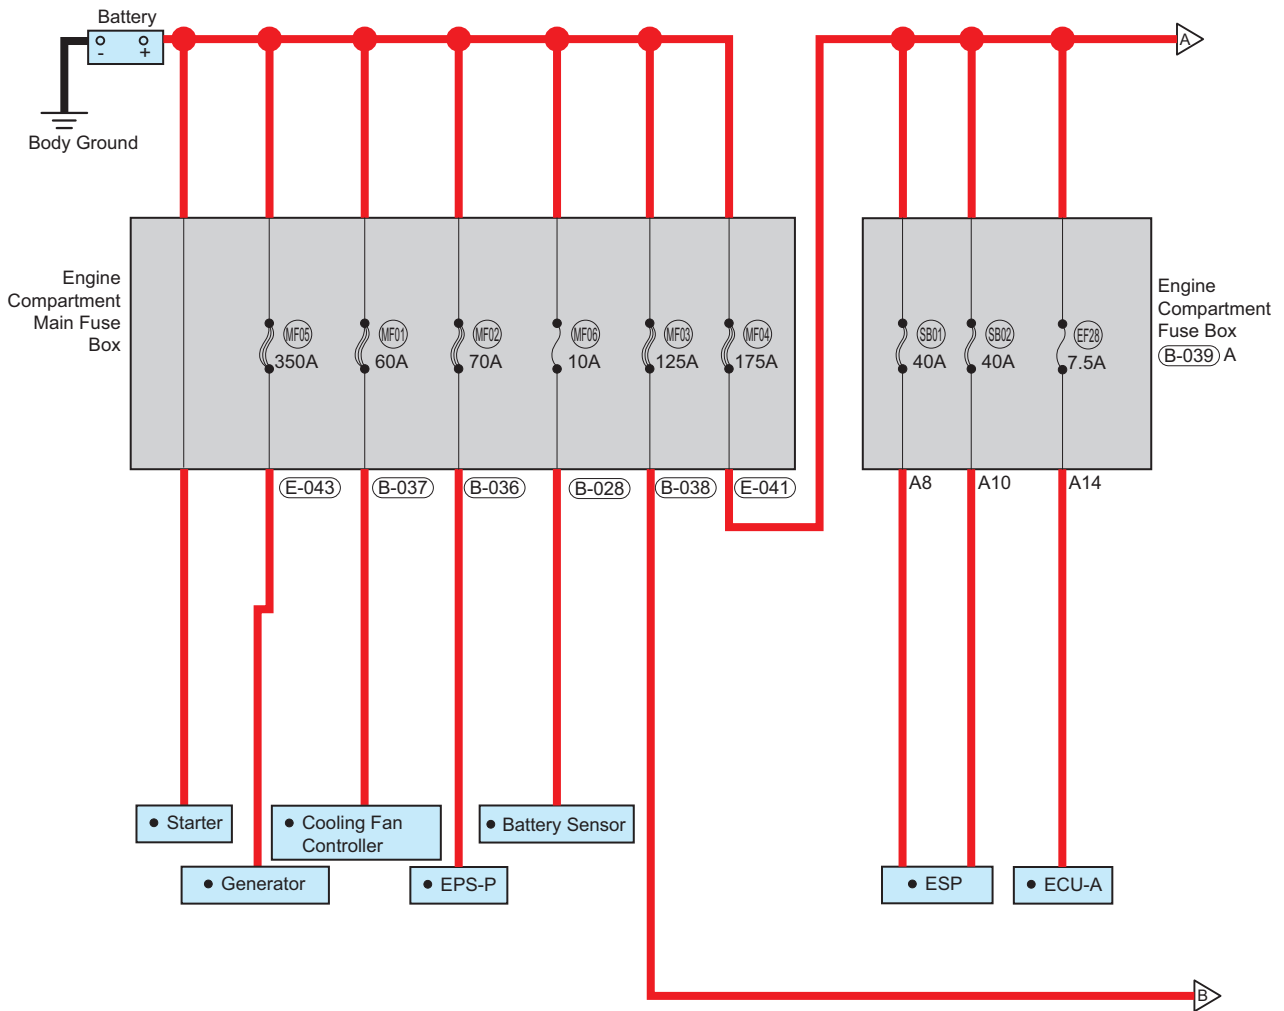 Battery
- +
Body Ground
A
Engine
Compartment
Main Fuse
Box
MF05
350A
MF01
60A
MF02
70A
MF06
10A
MF03
125A
MF04
175A
SB01
40A
SB02
40A
EF28
7.5A
Engine
Compartment
Fuse Box
B-039 A
E-043
B-037
B-036
B-028
B-038
E-041
A8
A10
A14
• Starter
• Cooling Fan
Controller
• Battery Sensor
• Generator
• EPS-P
• ESP
• ECU-A
B